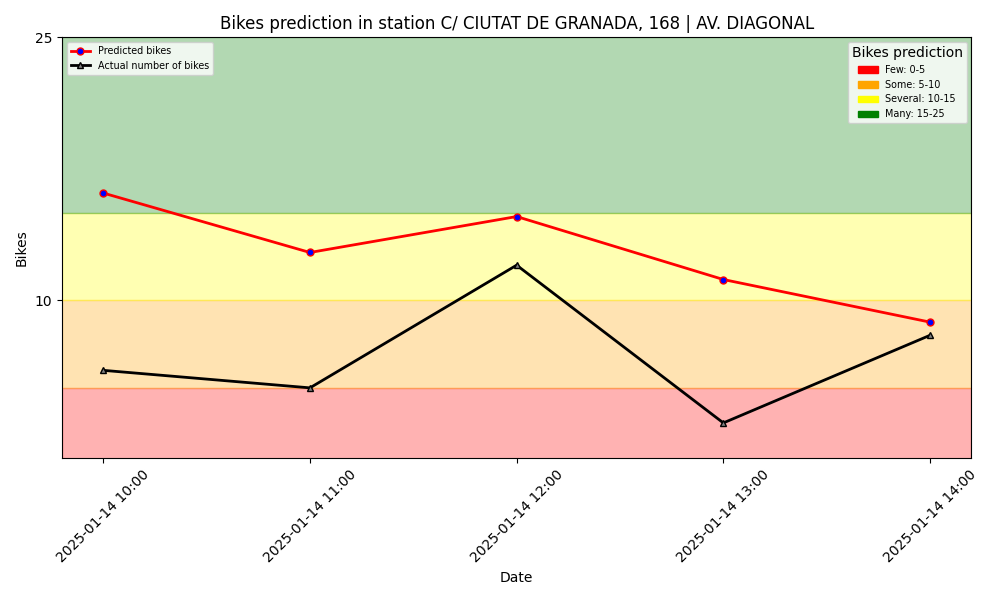 Bikes prediction in station C/ CIUTAT DE GRANADA, 168 | AV. DIAGONAL
25
10
Bikes
Predicted bikes
Actual number of bikes
Bikes prediction
Few: 0-5
Some: 5-10
Several: 10-15
Many: 15-25
2025-01-14 10:00
2025-01-14 11:00
2025-01-14 12:00
2025-01-14 13:00
2025-01-14 14:00
Date